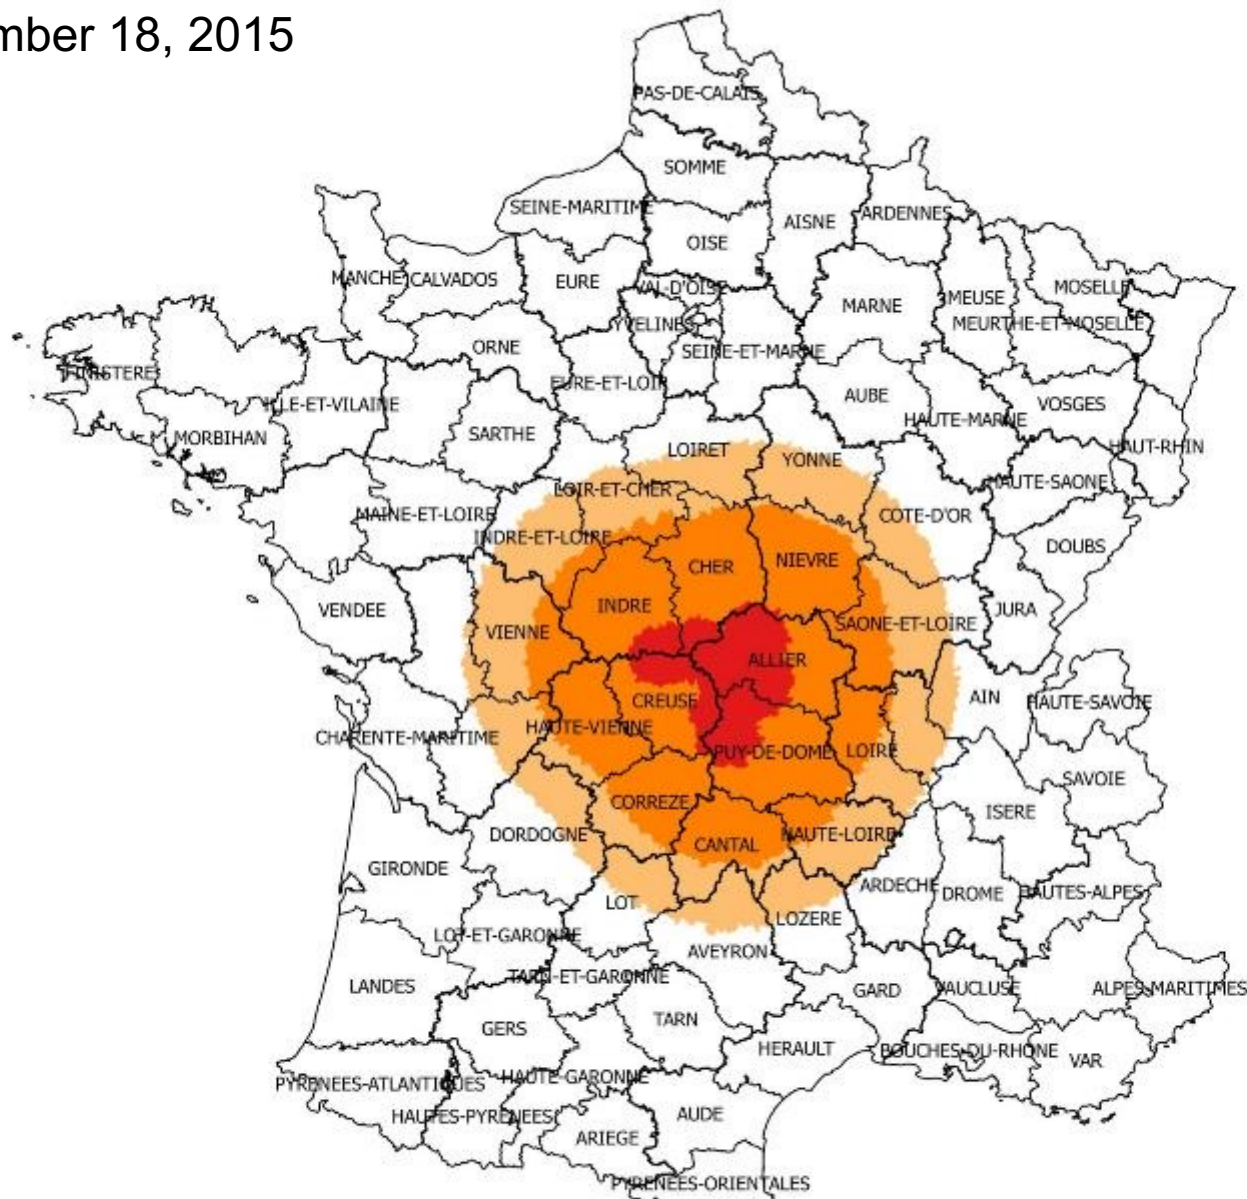 mber 18, 2015
PAS-DE-CALAIS
SOMME
SEINE-MARITIME
AISNE
ARDENNES
OISE
MANCHE
CALVADOS
EURE
VAL-D'OISE
MARNE
MEUSE
MOSELLE
YVELINES
MEURTHE-ET-MOSELLE
ORNE
SEINE-ET-MARNE
FINISTERE
EURE-ET-LOIR
AUBE
ILLE-ET-VILAINE
VOSGES
HAUTE-MARNE
MORBIHAN
SARTHE
LOIRET
YONNE
HAUT-RHIN
LOIR-ET-CHER
HAUTE-SAONE
MAINE-ET-LOIRE
COTE-D'OR
INDRE-ET-LOIRE
DOUBS
CHER
NIEVRE
VENDEE
INDRE
JURA
VIENNE
SAONE-ET-LOIRE
ALLIER
CREUSE
AIN
HAUTE-SAVOIE
CHARENTE-MARITIME
HAUTE-VIENNE
PUY-DE-DOME
LOIRE
SAVOIE
CORREZE
ISERE
DORDOGNE
CANTAL
HAUTE-LOIRE
GIRONDE
ARDECHE
DROME
HAUTES-ALPES
LOT
LOZERE
LOT-ET-GARONNE
AVEYRON
TARN-ET-GARONNE
LANDES
GARD
VAUCLUSE
ALPES-MARITIMES
GERS
TARN
HERAULT
BOUCHES-DU-RHONE
VAR
PYRENEES-ATLANTIQUES
HAUTE-GARONNE
HAUTES-PYRENEES
AUDE
ARIEGE
PYRENEES-ORIENTALES